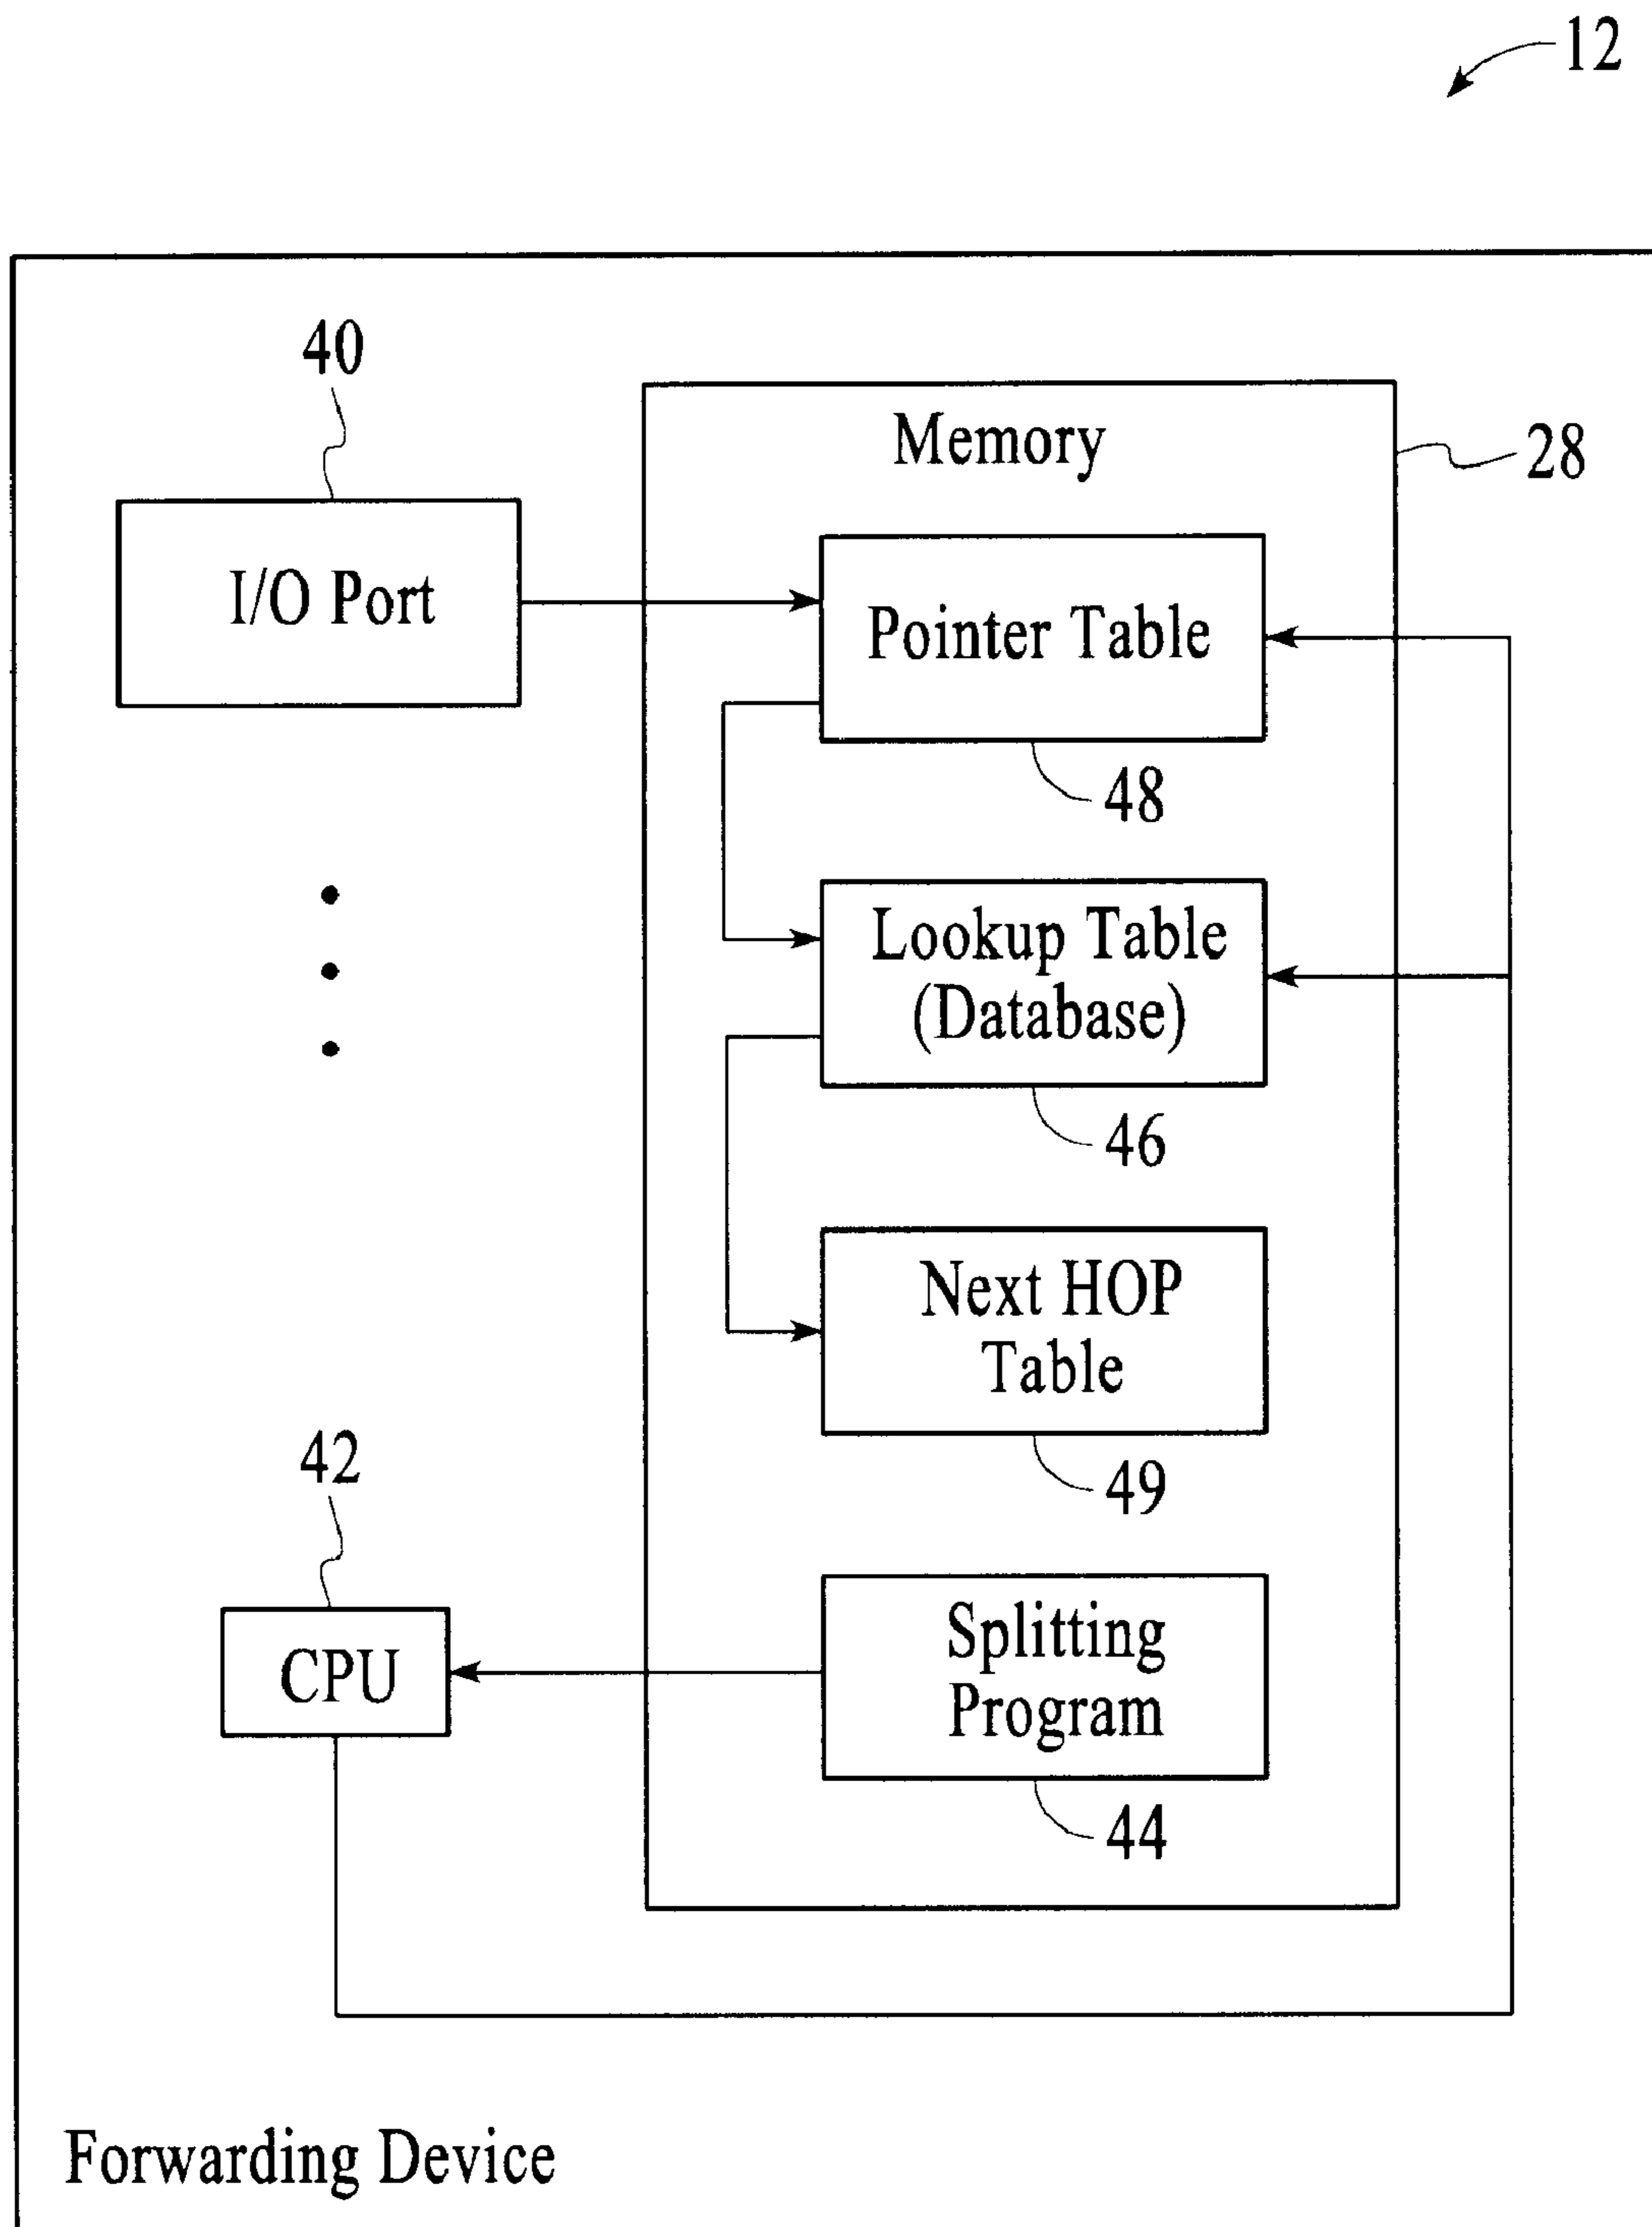 12
40
Memory
28
I/O Port
Pointer Table
48
Lookup Table
(Database)
46
Next HOP
Table
49
42
CPU
Splitting
Program
44
Forwarding Device